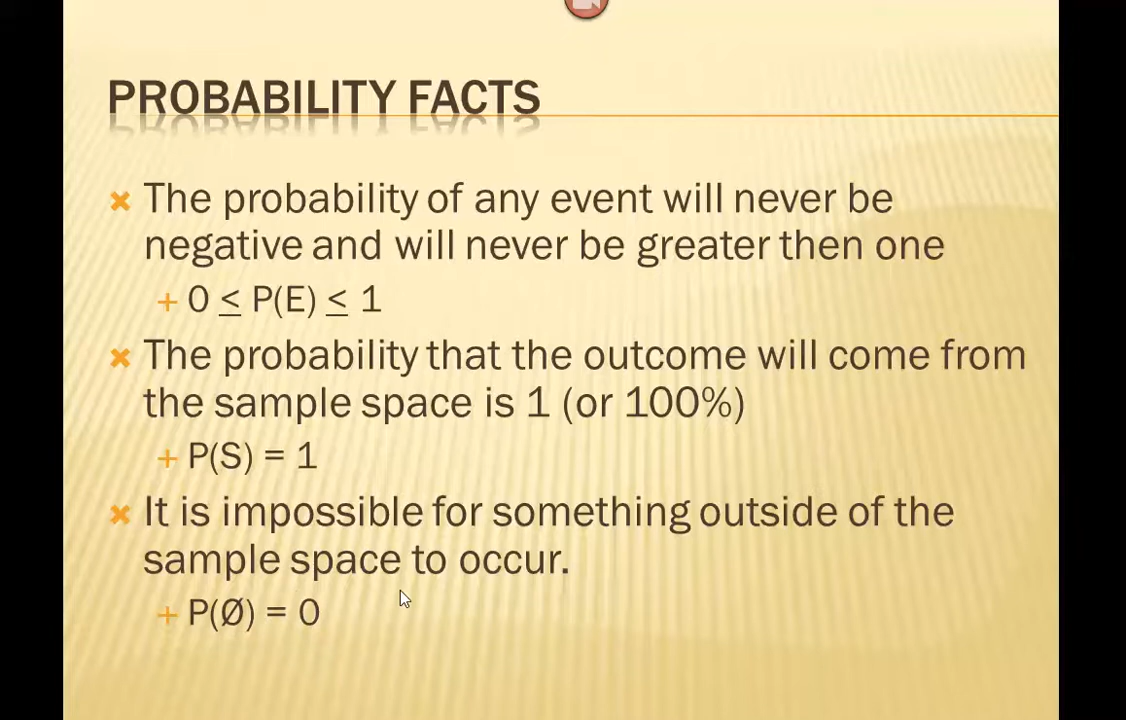 PROBABILITY FACTS
The probability of any event will never be
negative and will never be greater then one
0 ≤ P(E) ≤ 1
The probability that the outcome will come from
the sample space is 1 (or 100%)
P(S) = 1
It is impossible for something outside of the
sample space to occur.
P(Ø) = 0